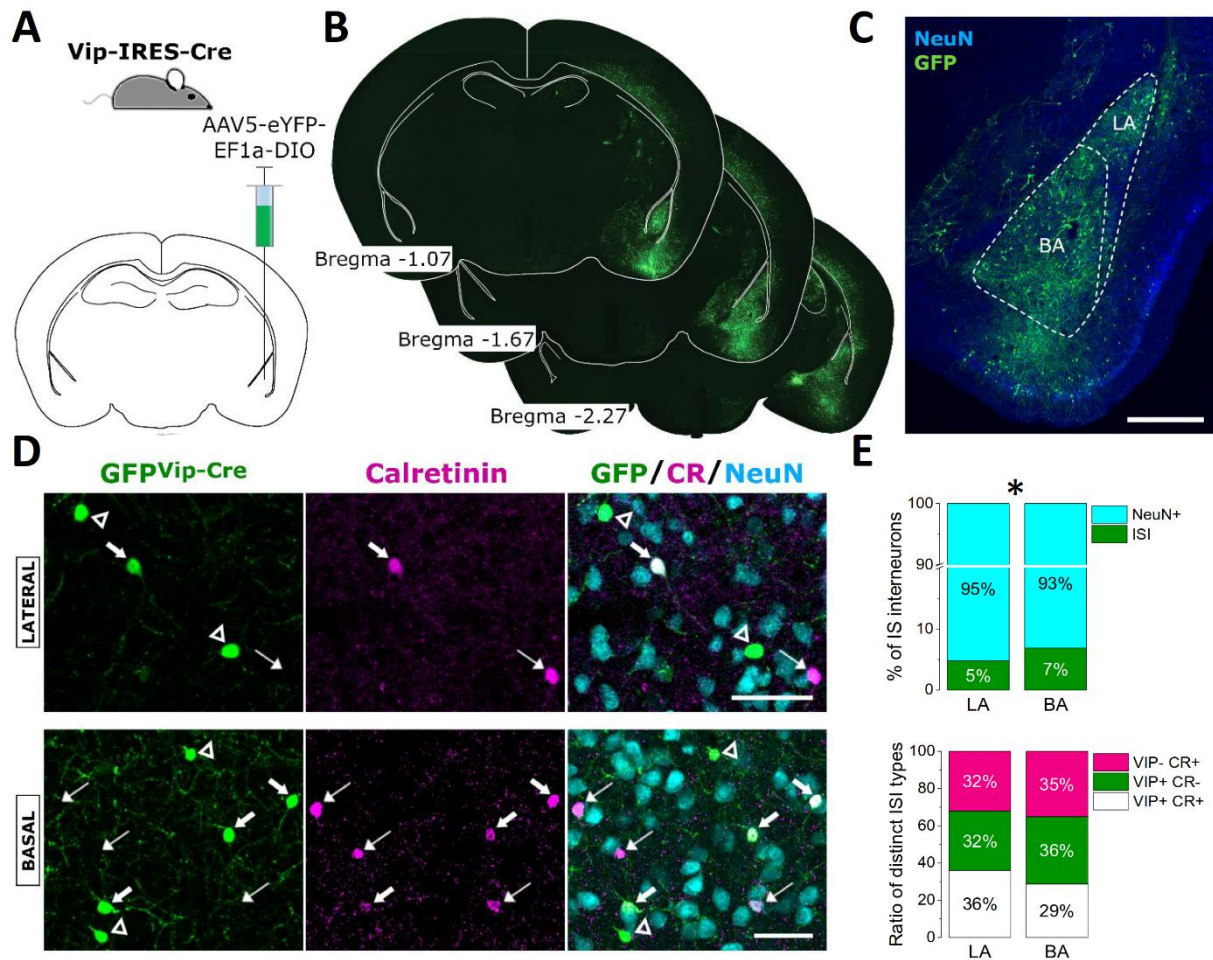 A
Vip-IRES-Cre
AAV5-eYFP-
EF1a-DIO
B
Bregma -1.07
Bregma -1.67
Bregma -2.27
C
NeuN
GFP
LA
BA
D
GFPVip-Cre
Calretinin
GFP/CR/NeuN
LATERAL
BASAL
E
*
% of IS interneurons
100
90
10
0
95%
93%
5%
7%
LA
BA
NeuN+
ISI
Ratio of distinct ISI types
100
80
60
40
20
0
32%
35%
32%
36%
36%
29%
LA
BA
VIP- CR+
VIP+ CR-
VIP+ CR+